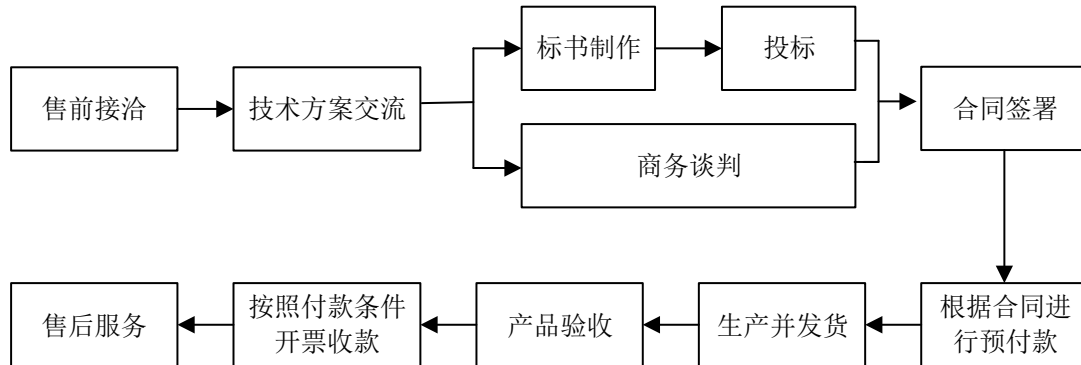 标书制作
投标
售前接洽
技术方案交流
合同签署
商务谈判
售后服务
按照付款条件
开票收款
产品验收
生产并发货
根据合同进
行预付款